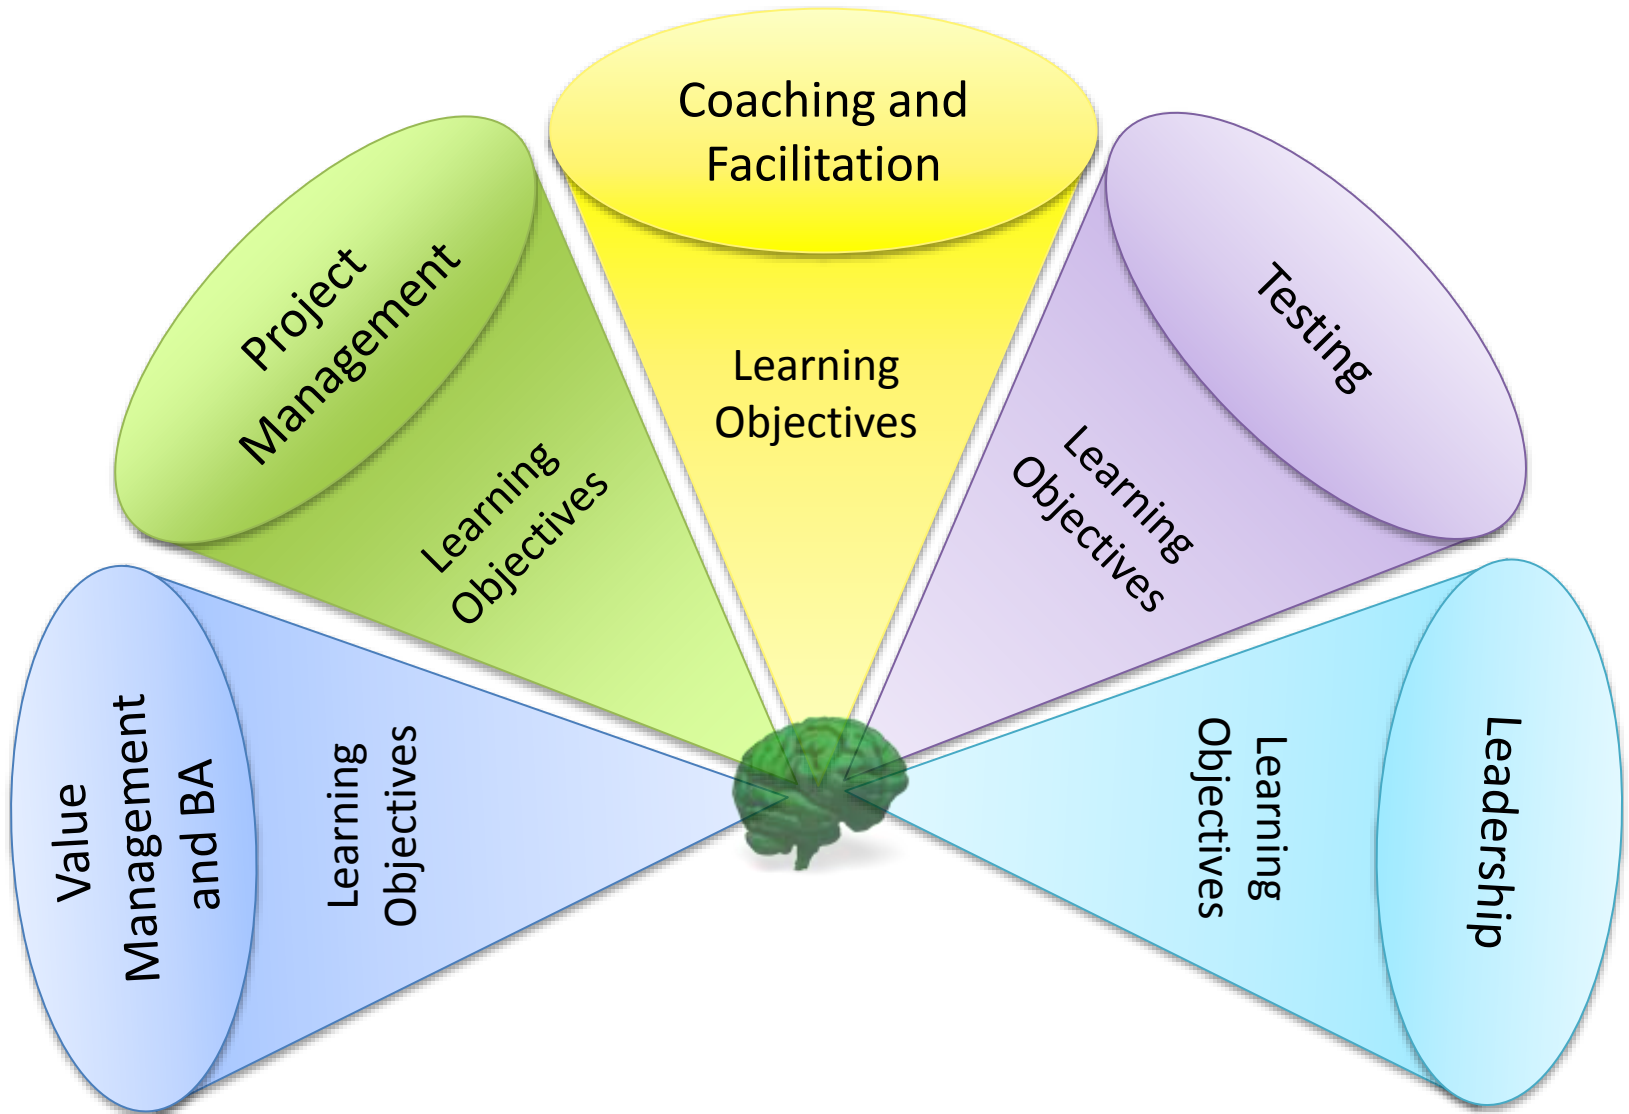 Coaching and
Facilitation
Learning
Objectives
Project
Management
Learning
Objectives
Testing
Learning
Objectives
Value
Management
and BA
Learning
Objectives
Leadership
Learning
Objectives